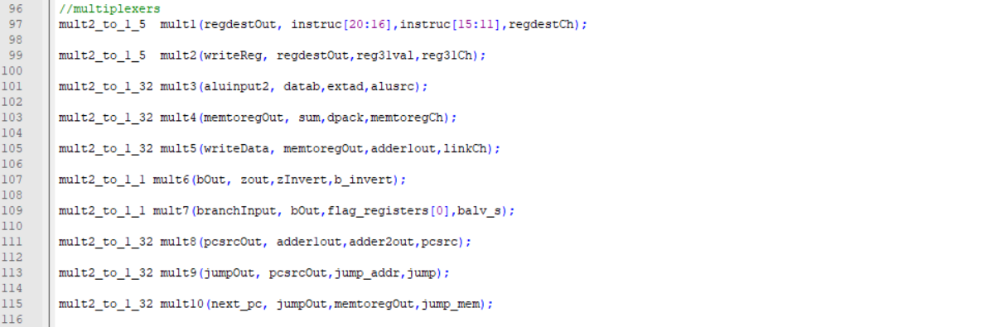 96 //multiplexers
97 mult2_to_1_5  mult1(regdestOut, instruc[20:16],instruc[15:11],regdestCh);
98
99 mult2_to_1_5  mult2(writeReg, regdestOut,reg31val,reg31Ch);
100
101 mult2_to_1_32 mult3(aluinput2, datab,extad,alusrc);
102
103 mult2_to_1_32 mult4(memtoregOut, sum,dpack,memtoregCh);
104
105 mult2_to_1_32 mult5(writeData, memtoregOut,adder1out,linkCh);
106
107 mult2_to_1_1 mult6(bOut, zout,zInvert,b_invert);
108
109 mult2_to_1_1 mult7(branchInput, bOut,flag_registers[0],balv_s);
110
111 mult2_to_1_32 mult8(pcsrcOut, adder1out,adder2out,pcsrc);
112
113 mult2_to_1_32 mult9(jumpOut, pcsrcOut,jump_addr,jump);
114
115 mult2_to_1_32 mult10(next_pc, jumpOut,memtoregOut,jump_mem);
116